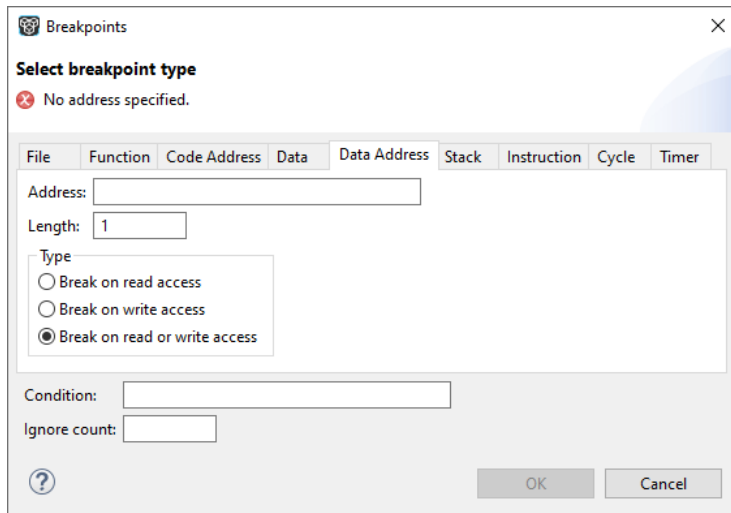 Breakpoints
Select breakpoint type
No address specified.
File Function Code Address Data Data Address Stack Instruction Cycle Timer
Address:
Length: 1
Type
Break on read access
Break on write access
Break on read or write access
Condition:
Ignore count:
? OK Cancel